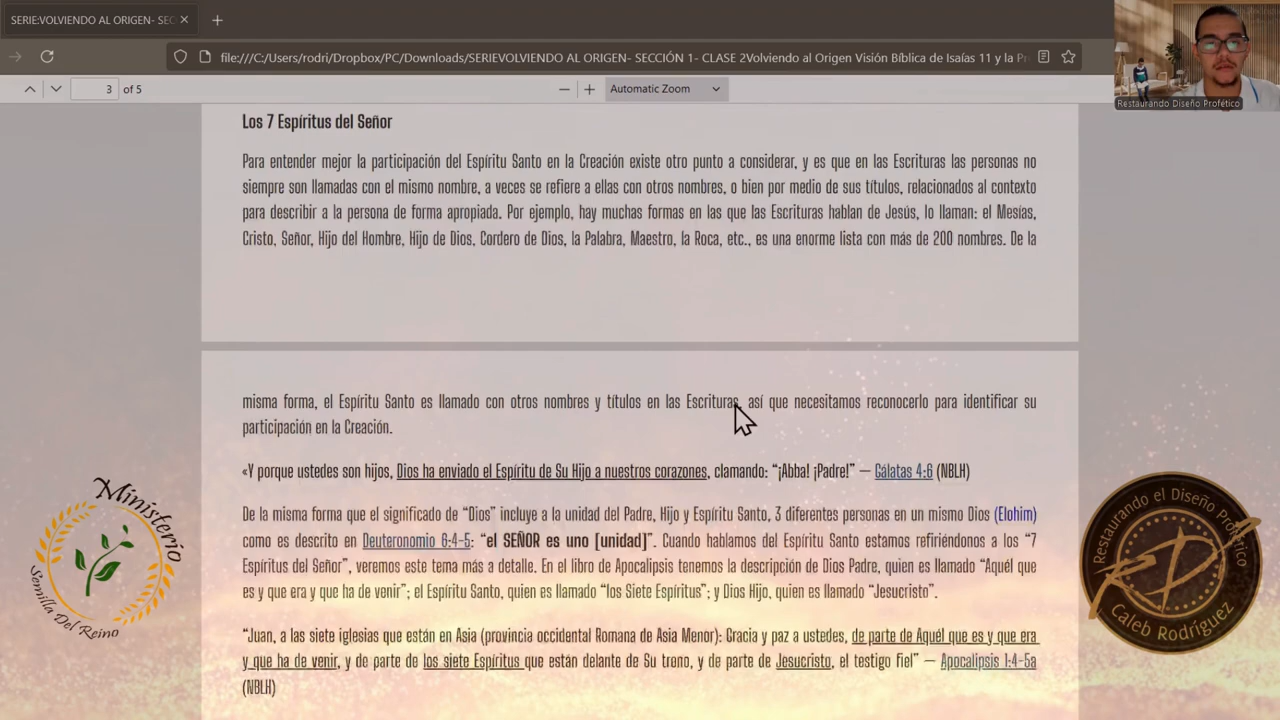 SERIE:VOLVIENDO AL ORIGEN- SEC
file:///C:/Users/rodri/Dropbox/PC/Downloads/SERIEVOLVIENDO AL ORIGEN- SECCIÓN 1- CLASE 2Volviendo al Origen Visión Bíblica de Isaías 11 y la Pr
3 of 5
Automatic Zoom
Restaurando Diseño Profético
Los 7 Espíritus del Señor
Para entender mejor la participación del Espíritu Santo en la Creación existe otro punto a considerar, y es que en las Escrituras las personas no
siempre son llamadas con el mismo nombre, a veces se refiere a ellas con otros nombres, o bien por medio de sus títulos, relacionados al contexto
para describir a la persona de forma apropiada. Por ejemplo, hay muchas formas en las que las Escrituras hablan de Jesús, lo llaman: el Mesías,
Cristo, Señor, Hijo del Hombre, Hijo de Dios, Cordero de Dios, la Palabra, Maestro, la Roca, etc., es una enorme lista con más de 200 nombres. De la
misma forma, el Espíritu Santo es llamado con otros nombres y títulos en las Escrituras, así que necesitamos reconocerlo para identificar su
participación en la Creación.
«Y porque ustedes son hijos, Dios ha enviado el Espíritu de Su Hijo a nuestros corazones, clamando: “¡Abba! ¡Padre!” — Gálatas 4:6 (NBLH)
De la misma forma que el significado de “Dios” incluye a la unidad del Padre, Hijo y Espíritu Santo, 3 diferentes personas en un mismo Dios (Elohim)
como es descrito en Deuteronomio 6:4-5: “el SEÑOR es uno [unidad]”. Cuando hablamos del Espíritu Santo estamos refiriéndonos a los “7
Espíritus del Señor”, veremos este tema más a detalle. En el libro de Apocalipsis tenemos la descripción de Dios Padre, quien es llamado “Aquél que
es y que era y que ha de venir”; el Espíritu Santo, quien es llamado “los Siete Espíritus”; y Dios Hijo, quien es llamado “Jesucristo”.
“Juan, a las siete iglesias que están en Asia (provincia occidental Romana de Asia Menor): Gracia y paz a ustedes, de parte de Aquél que es y que era
y que ha de venir, y de parte de los siete Espíritus que están delante de Su trono, y de parte de Jesucristo, el testigo fiel” — Apocalipsis 1:4-5a
(NBLH)
Ministerio
Semilla Del Reino
Restaurando el Diseño Profético
RD
Caleb Rodríguez